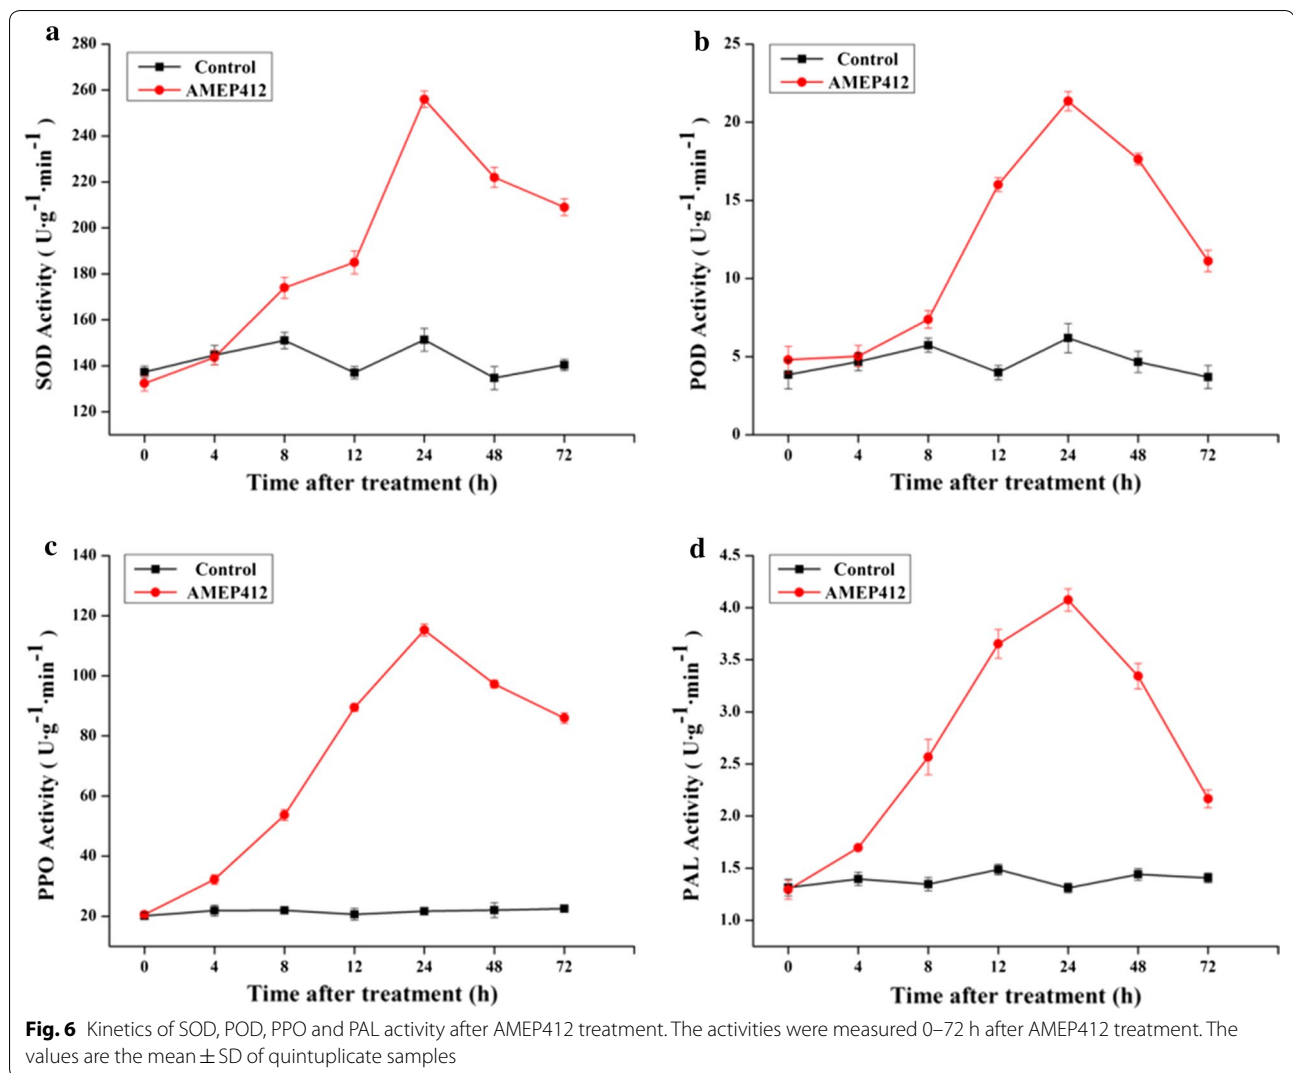 a
280
260
240
220
200
180
160
140
120
SOD Activity ( U·g⁻¹·min⁻¹ )
Control
AMEP412
0 4 8 12 24 48 72
Time after treatment (h)
b
25
20
15
10
5
0
POD Activity ( U·g⁻¹·min⁻¹ )
Control
AMEP412
0 4 8 12 24 48 72
Time after treatment (h)
c
140
120
100
80
60
40
20
PPO Activity ( U·g⁻¹·min⁻¹ )
Control
AMEP412
0 4 8 12 24 48 72
Time after treatment (h)
d
4.5
4.0
3.5
3.0
2.5
2.0
1.5
1.0
PAL Activity ( U·g⁻¹·min⁻¹ )
Control
AMEP412
0 4 8 12 24 48 72
Time after treatment (h)
Fig. 6 Kinetics of SOD, POD, PPO and PAL activity after AMEP412 treatment. The activities were measured 0–72 h after AMEP412 treatment. The
values are the mean ± SD of quintuplicate samples